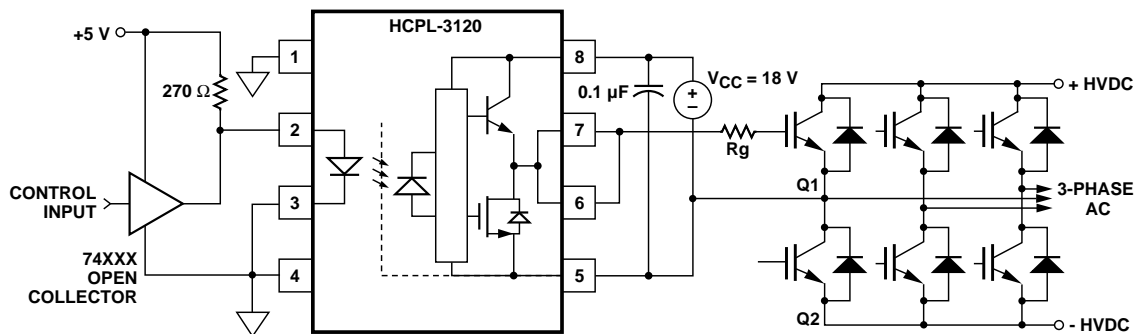 HCPL-3120
+5 V
270 Ω
1
2
3
4
8
7
6
5
0.1 µF
VCC = 18 V
+
–
Rg
+ HVDC
CONTROL
INPUT
74XXX
OPEN
COLLECTOR
Q1
3-PHASE
AC
Q2
- HVDC